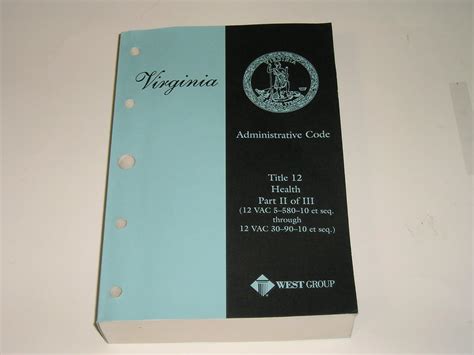 Virginia
VIRGINIA
Administrative Code
Title 12
Health
Part II of III
(12 VAC 5–580–10 et seq.
through
12 VAC 30–90–10 et seq.)
WEST GROUP